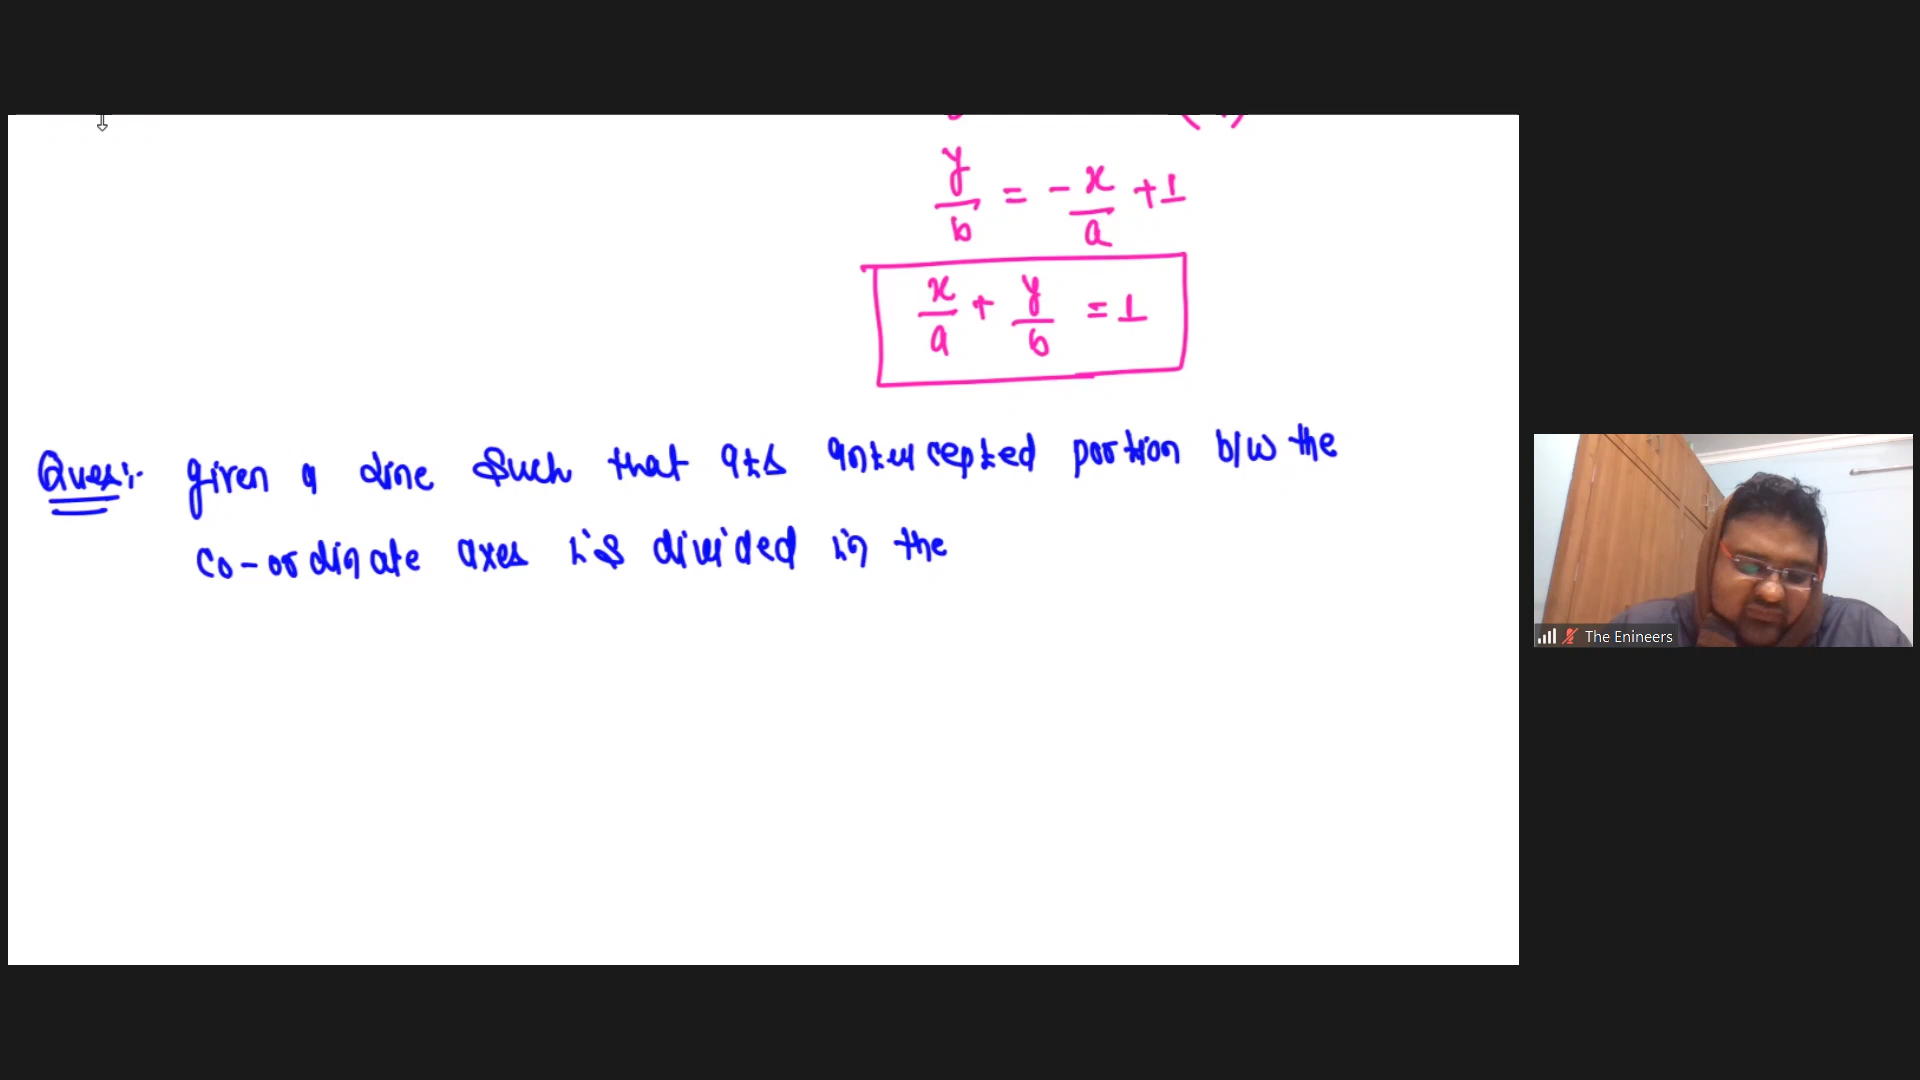 y/b = -x/a + 1
x/a + y/b = 1
Ques:- given a line such that its intercepted portion b/w the
co-ordinate axes is divided in the
The Enineers